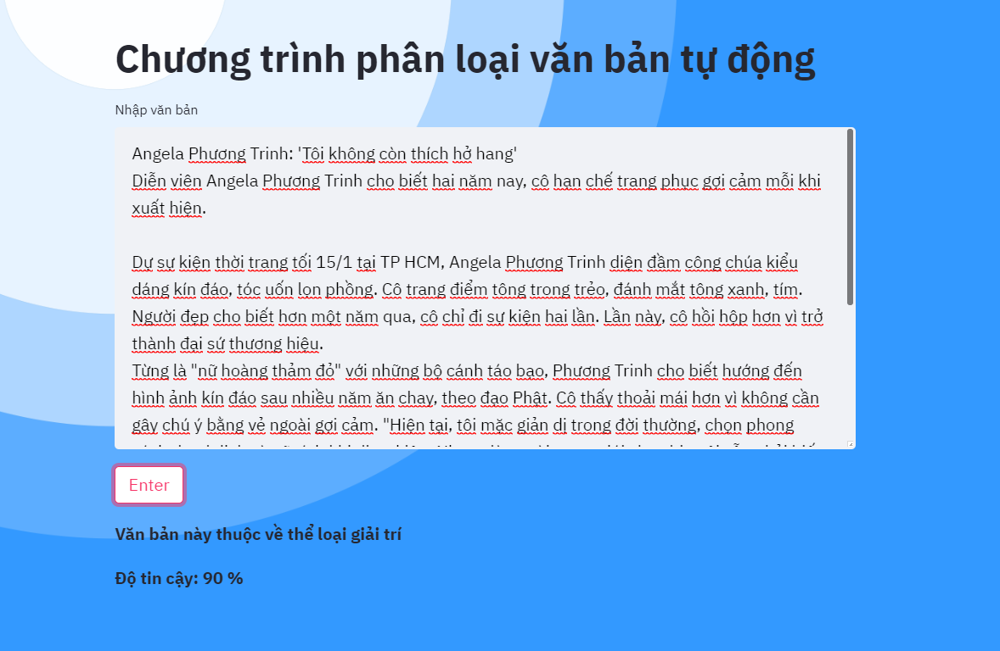 Chương trình phân loại văn bản tự động
Nhập văn bản
Angela Phương Trinh: 'Tôi không còn thích hở hang'
Diễn viên Angela Phương Trinh cho biết hai năm nay, cô hạn chế trang phục gợi cảm mỗi khi
xuất hiện.
Dự sự kiện thời trang tối 15/1 tại TP HCM, Angela Phương Trinh diện đầm công chúa kiểu
dáng kín đáo, tóc uốn lọn phồng. Cô trang điểm tông trong trẻo, đánh mắt tông xanh, tím.
Người đẹp cho biết hơn một năm qua, cô chỉ đi sự kiện hai lần. Lần này, cô hồi hộp hơn vì trở
thành đại sứ thương hiệu.
Từng là "nữ hoàng thảm đỏ" với những bộ cánh táo bạo, Phương Trinh cho biết hướng đến
hình ảnh kín đáo sau nhiều năm ăn chay, theo đạo Phật. Cô thấy thoải mái hơn vì không cần
gây chú ý bằng vẻ ngoài gợi cảm. "Hiện tại, tôi mặc giản dị trong đời thường, chọn phong
Enter
Văn bản này thuộc về thể loại giải trí
Độ tin cậy: 90 %